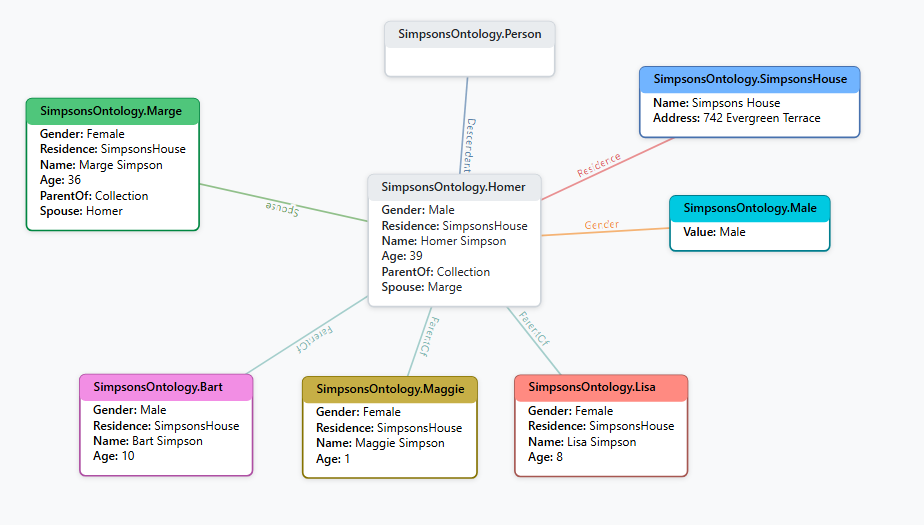 SimpsonsOntology.Person
SimpsonsOntology.SimpsonsHouse
Name: Simpsons House
Address: 742 Evergreen Terrace
SimpsonsOntology.Marge
Gender: Female
Residence: SimpsonsHouse
Name: Marge Simpson
Age: 36
ParentOf: Collection
Spouse: Homer
Descendant
Residence
SimpsonsOntology.Homer
Gender: Male
Residence: SimpsonsHouse
Name: Homer Simpson
Age: 39
ParentOf: Collection
Spouse: Marge
Spouse
Gender
SimpsonsOntology.Male
Value: Male
ParentOf
ParentOf
ParentOf
SimpsonsOntology.Bart
Gender: Male
Residence: SimpsonsHouse
Name: Bart Simpson
Age: 10
SimpsonsOntology.Maggie
Gender: Female
Residence: SimpsonsHouse
Name: Maggie Simpson
Age: 1
SimpsonsOntology.Lisa
Gender: Female
Residence: SimpsonsHouse
Name: Lisa Simpson
Age: 8